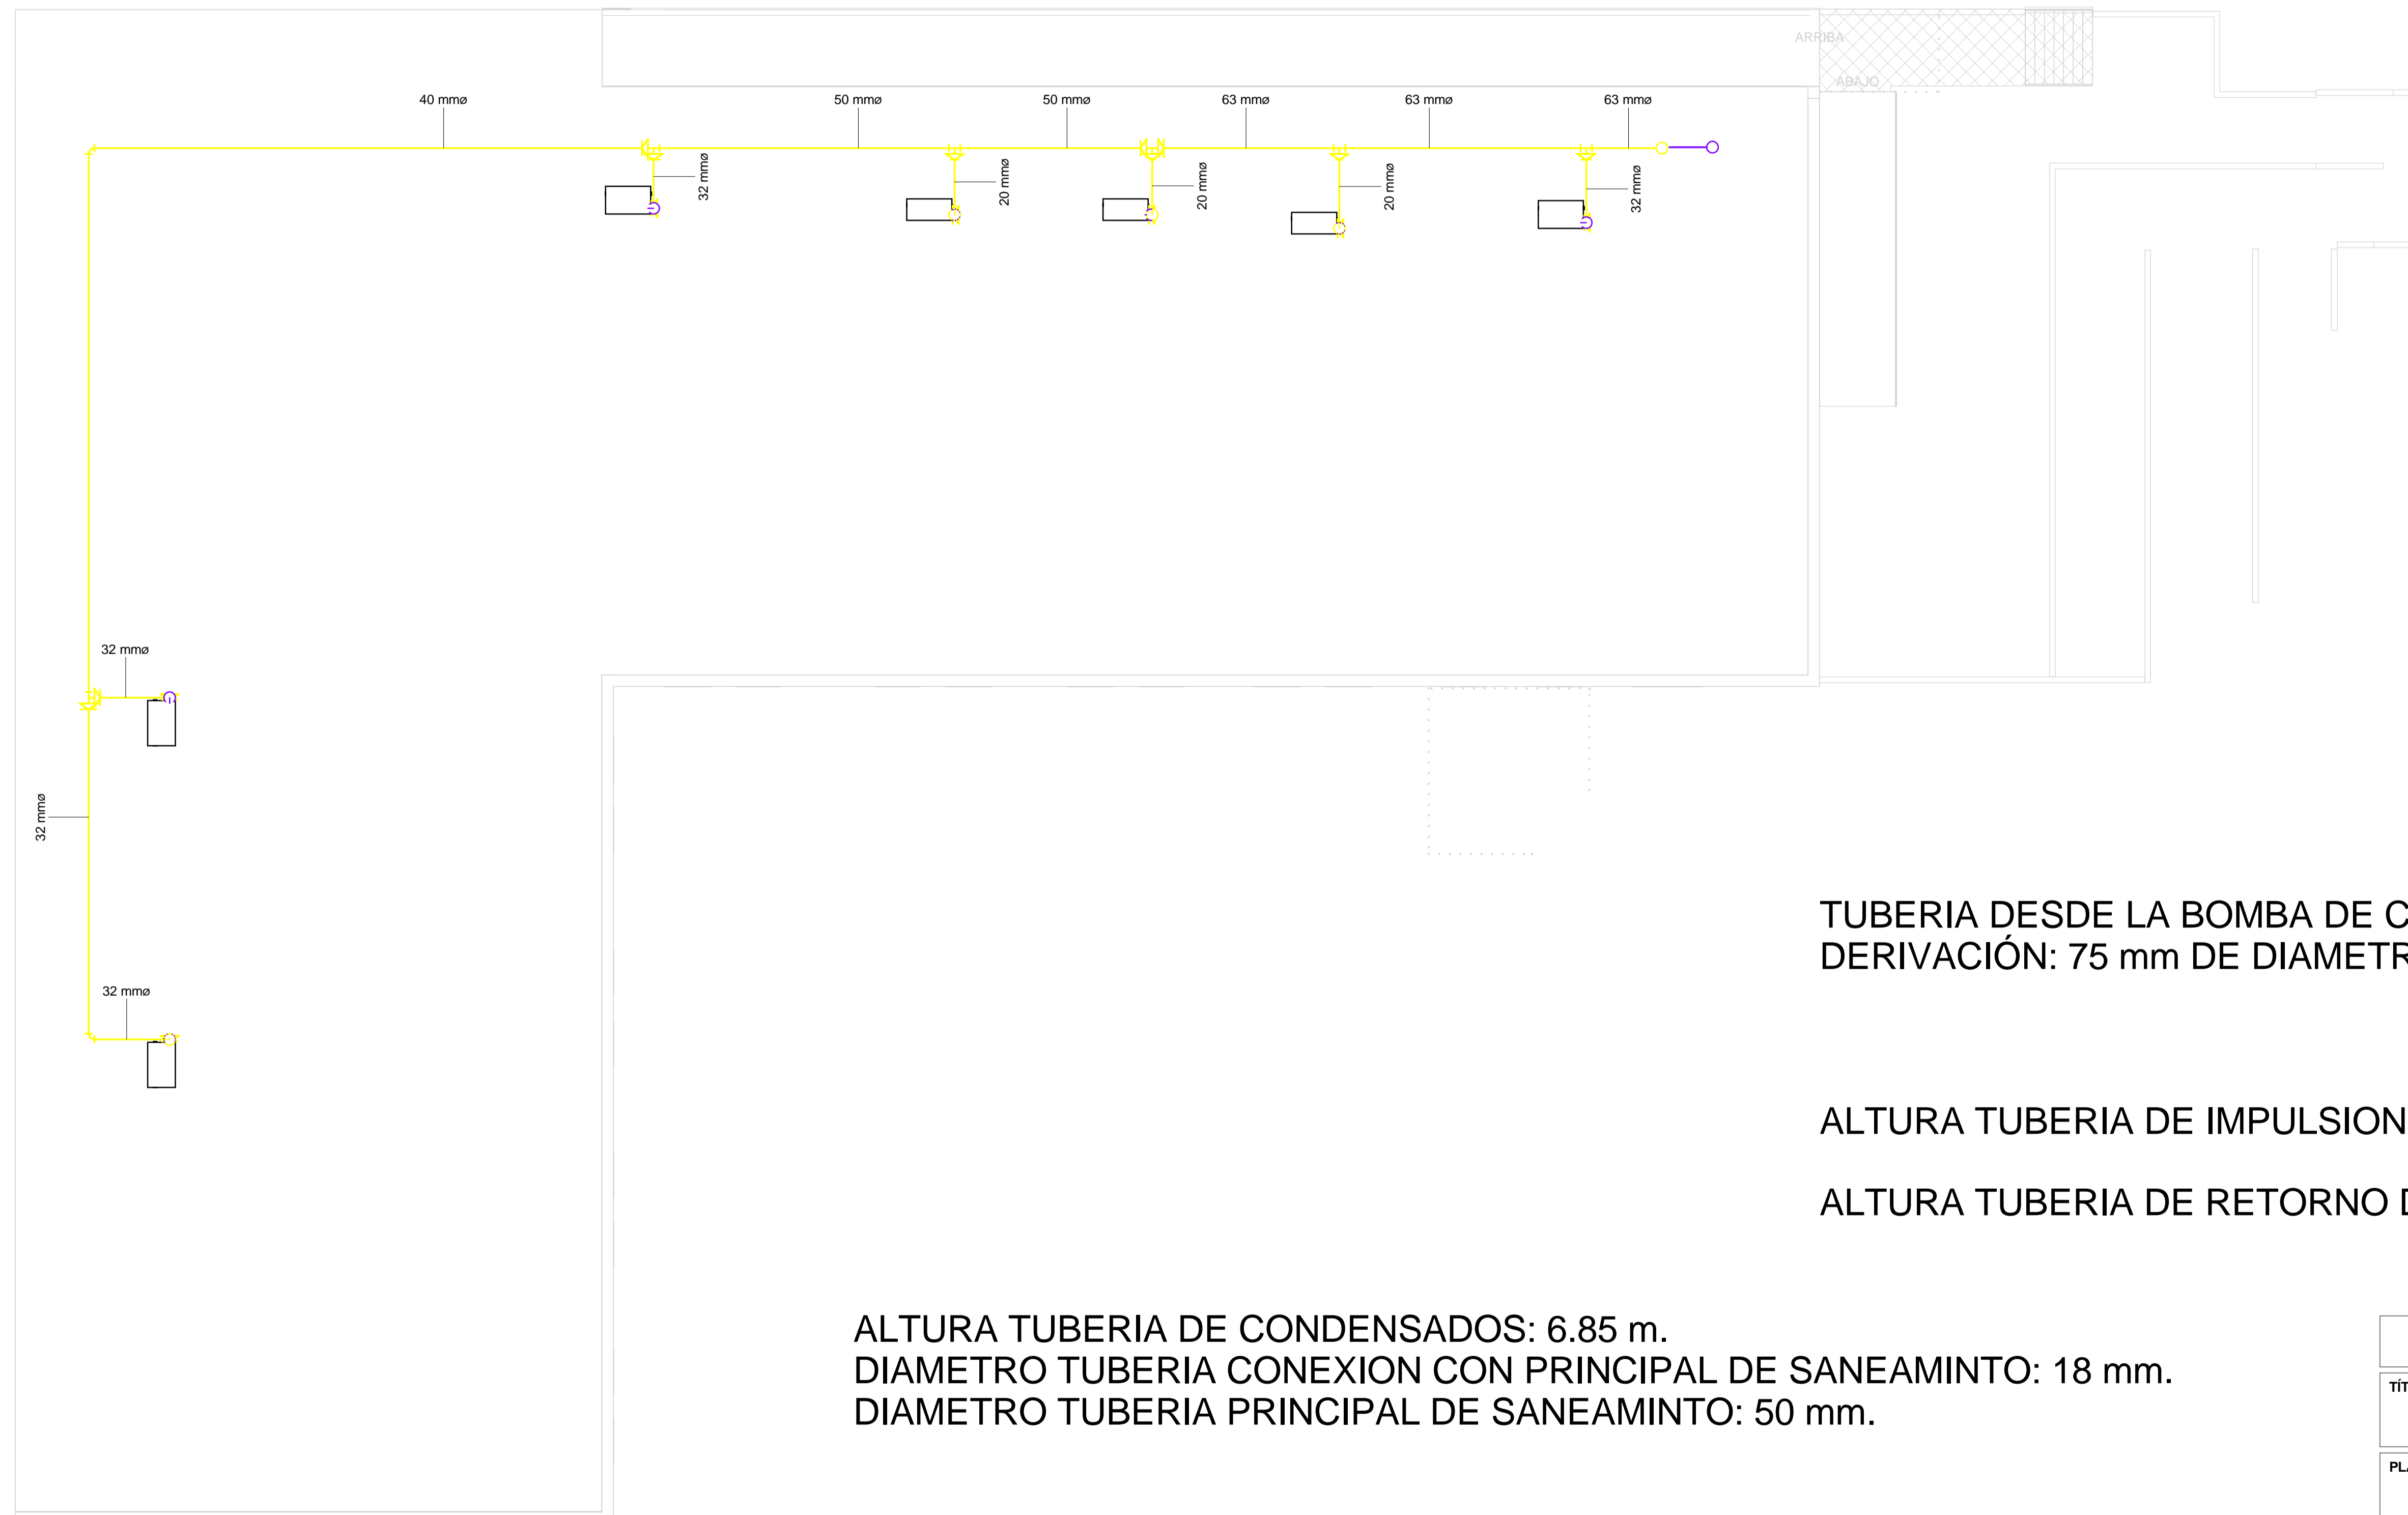 ARRIBA
ABAJO
40 mmø
50 mmø
50 mmø
63 mmø
63 mmø
63 mmø
32 mmø
20 mmø
20 mmø
20 mmø
32 mmø
32 mmø
32 mmø
32 mmø
TUBERIA DESDE LA BOMBA DE C
DERIVACIÓN: 75 mm DE DIAMETR
ALTURA TUBERIA DE IMPULSION
ALTURA TUBERIA DE RETORNO
ALTURA TUBERIA DE CONDENSADOS: 6.85 m.
DIAMETRO TUBERIA CONEXION CON PRINCIPAL DE SANEAMINTO: 18 mm.
DIAMETRO TUBERIA PRINCIPAL DE SANEAMINTO: 50 mm.
TÍT
PLA